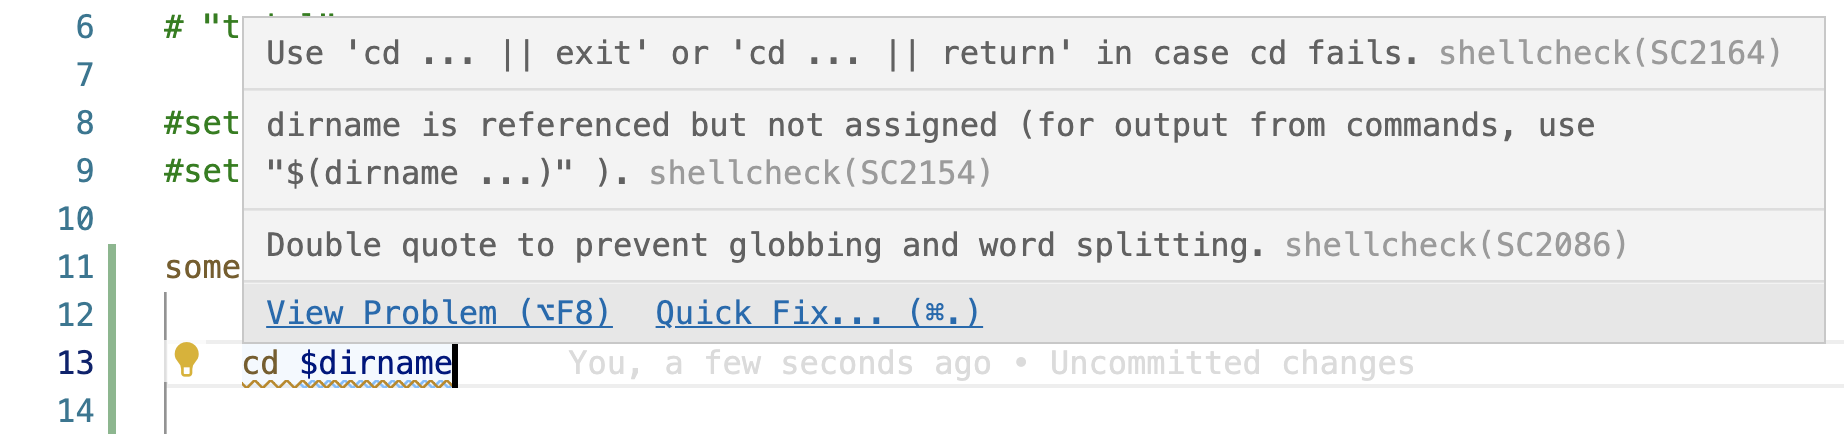 6 # "t
Use 'cd ... || exit' or 'cd ... || return' in case cd fails. shellcheck(SC2164)
7
8 #set
dirname is referenced but not assigned (for output from commands, use
9 #set
"$(dirname ...)" ). shellcheck(SC2154)
10
Double quote to prevent globbing and word splitting. shellcheck(SC2086)
11 some
12
View Problem (⌥F8) Quick Fix... (⌘.)
13 cd $dirname You, a few seconds ago • Uncommitted changes
14